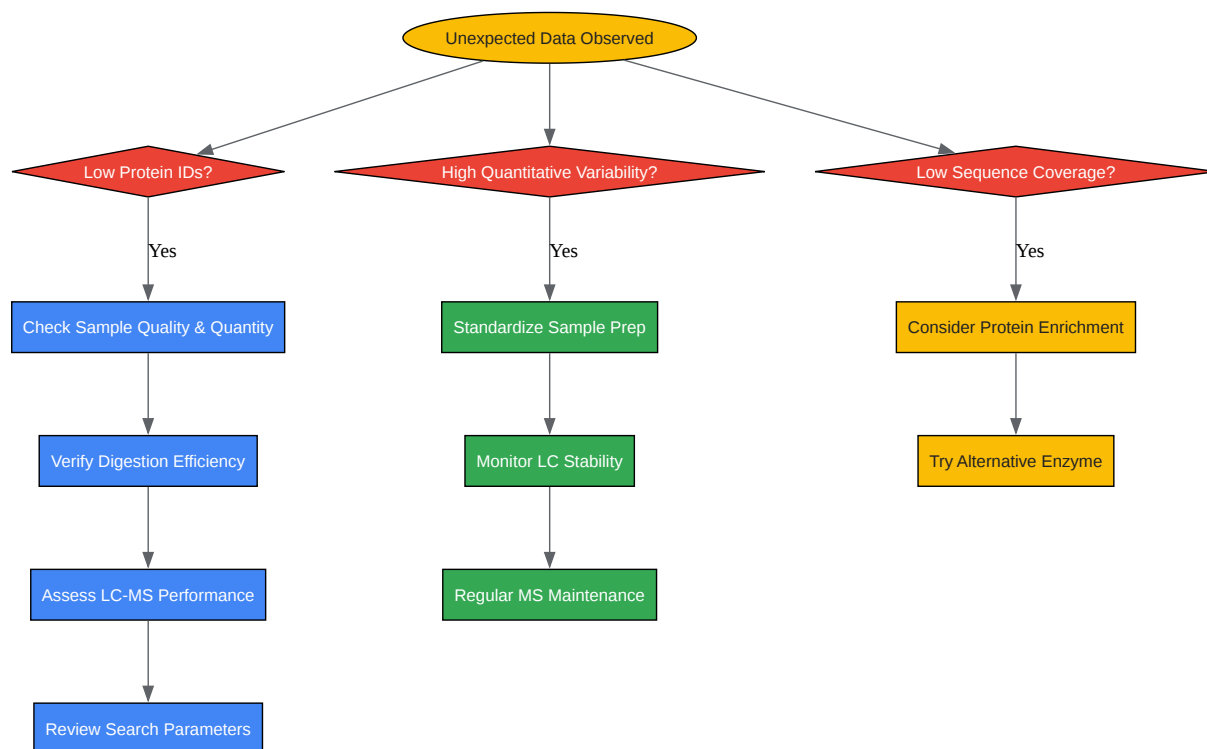 Unexpected Data Observed
Low Protein IDs?
High Quantitative Variability?
Low Sequence Coverage?
Yes
Yes
Yes
Check Sample Quality & Quantity
Standardize Sample Prep
Consider Protein Enrichment
Verify Digestion Efficiency
Monitor LC Stability
Try Alternative Enzyme
Assess LC-MS Performance
Regular MS Maintenance
Review Search Parameters